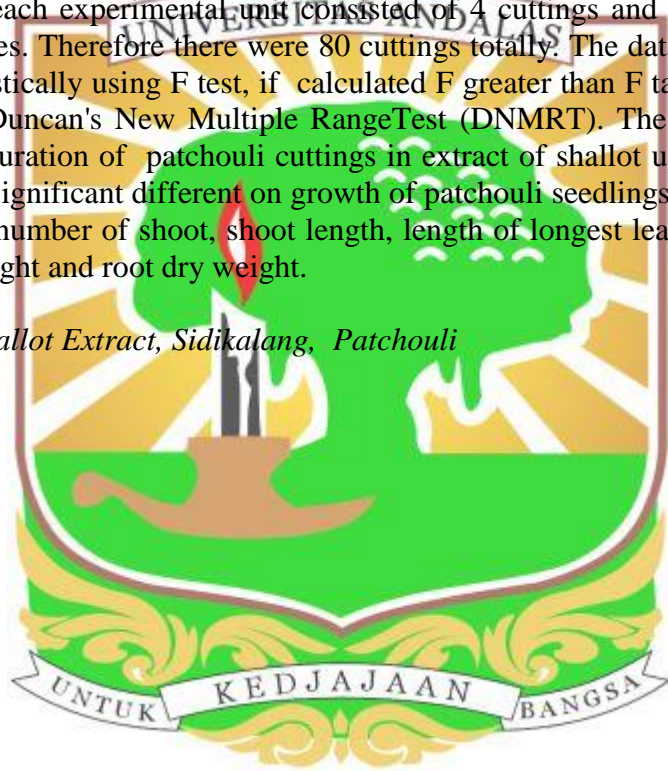 each experimental unit consisted of 4 cuttings and
UNIVERSITAS ANDALAS
es. Therefore there were 80 cuttings totally. The dat
stically using F test, if calculated F greater than F ta
Duncan's New Multiple RangeTest (DNMRT). The
uration of patchouli cuttings in extract of shallot u
significant different on growth of patchouli seedlings
number of shoot, shoot length, length of longest lea
ght and root dry weight.
allot Extract, Sidikalang, Patchouli
UNTUK KEDJAJAAN BANGSA